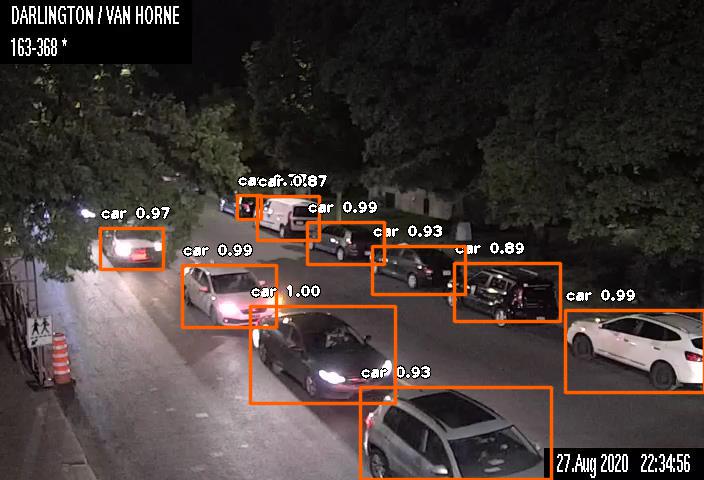 DARLINGTON / VAN HORNE
163-368 *
car 0.87
car 0.99
car 0.97
car 0.93
car 0.99
car 0.89
car 1.00
car 0.99
car 0.93
27.Aug 2020 22:34:56